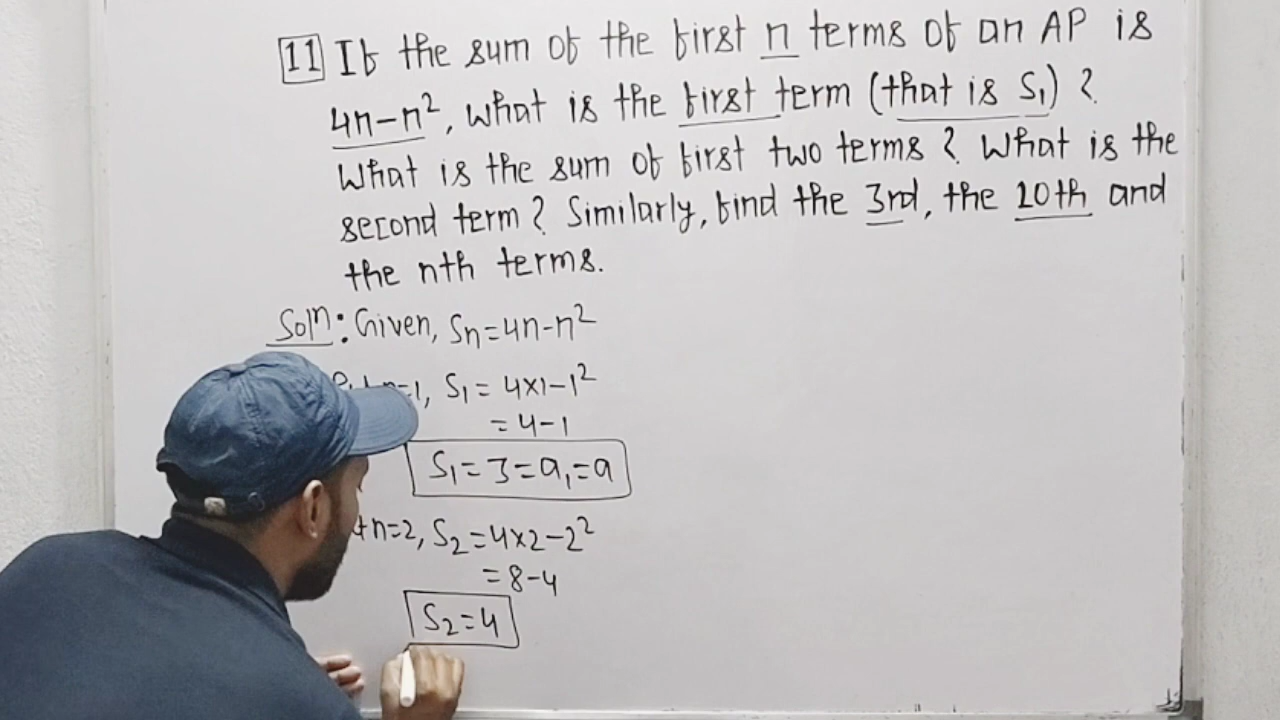 11 If the sum of the first n terms of an AP is
4n-n², what is the first term (that is S₁) ?
What is the sum of first two terms ? What is the
second term ? Similarly, find the 3rd, the 10th and
the nth terms.
Soln: Given, Sn=4n-n²
n=1, S₁ = 4×1-1²
= 4-1
S₁=3=a₁=a
n=2, S₂=4×2-2²
=8-4
S₂=4